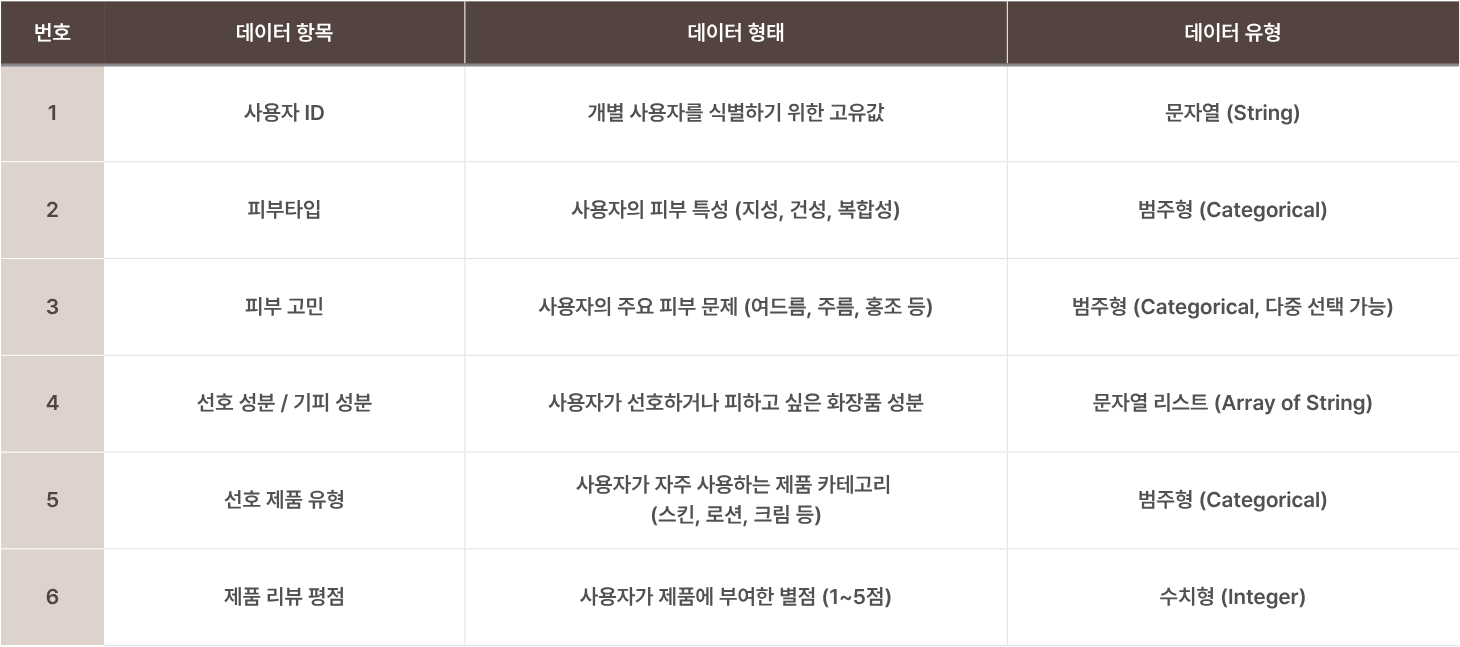 번호 데이터 항목 데이터 형태 데이터 유형
1 사용자 ID 개별 사용자를 식별하기 위한 고유값 문자열 (String)
2 피부타입 사용자의 피부 특성 (지성, 건성, 복합성) 범주형 (Categorical)
3 피부 고민 사용자의 주요 피부 문제 (여드름, 주름, 홍조 등) 범주형 (Categorical, 다중 선택 가능)
4 선호 성분 / 기피 성분 사용자가 선호하거나 피하고 싶은 화장품 성분 문자열 리스트 (Array of String)
5 선호 제품 유형 사용자가 자주 사용하는 제품 카테고리
(스킨, 로션, 크림 등) 범주형 (Categorical)
6 제품 리뷰 평점 사용자가 제품에 부여한 별점 (1~5점) 수치형 (Integer)